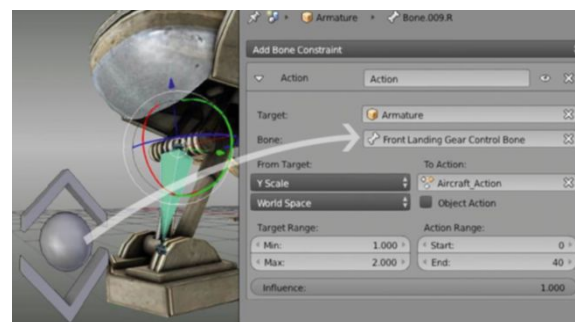 Armature Bone.009.R
Add Bone Constraint
Action Action
Target: Armature
Bone: Front Landing Gear Control Bone
From Target: To Action:
Y Scale Aircraft_Action
World Space Object Action
Target Range: Action Range:
Min: 1.000 Start: 0
Max: 2.000 End: 40
Influence: 1.000